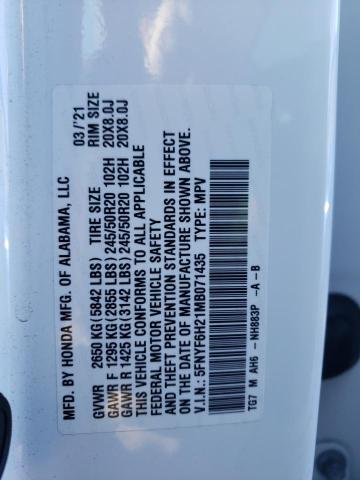 MFD. BY HONDA MFG. OF ALABAMA, LLC 03/'21
GVWR 2650 KG (5842 LBS) TIRE SIZE RIM SIZE
GAWR F 1295 KG (2855 LBS) 245/50R20 102H 20X8.0J
GAWR R 1425 KG (3142 LBS) 245/50R20 102H 20X8.0J
THIS VEHICLE CONFORMS TO ALL APPLICABLE
FEDERAL MOTOR VEHICLE SAFETY
AND THEFT PREVENTION STANDARDS IN EFFECT
ON THE DATE OF MANUFACTURE SHOWN ABOVE.
V.I.N.: 5FNYF6H21MB071435 TYPE: MPV
TG7 M AH6 -NH883P -A -B